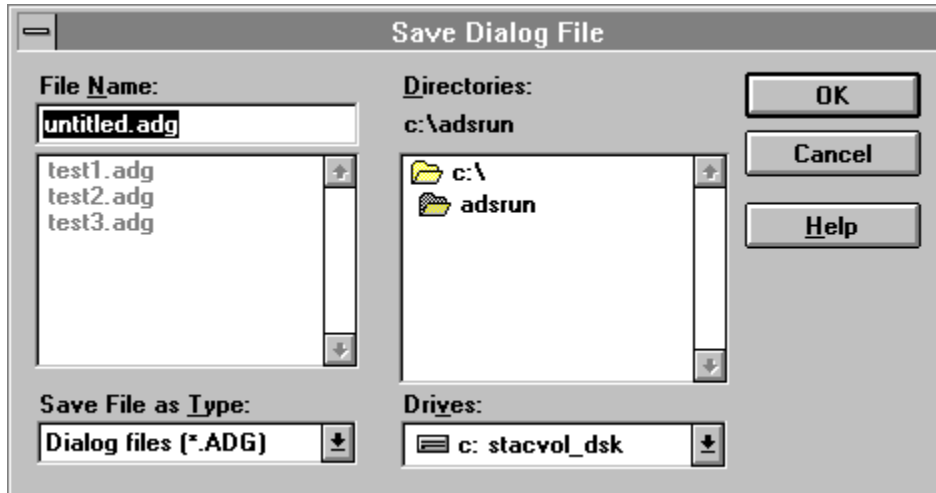 Save Dialog File
File Name:
untitled.adg
test1.adg
test2.adg
test3.adg
Save File as Type:
Dialog files (*.ADG)
Directories:
c:\adsrun
c:\
adsrun
Drives:
c: stacvol_dsk
OK
Cancel
Help